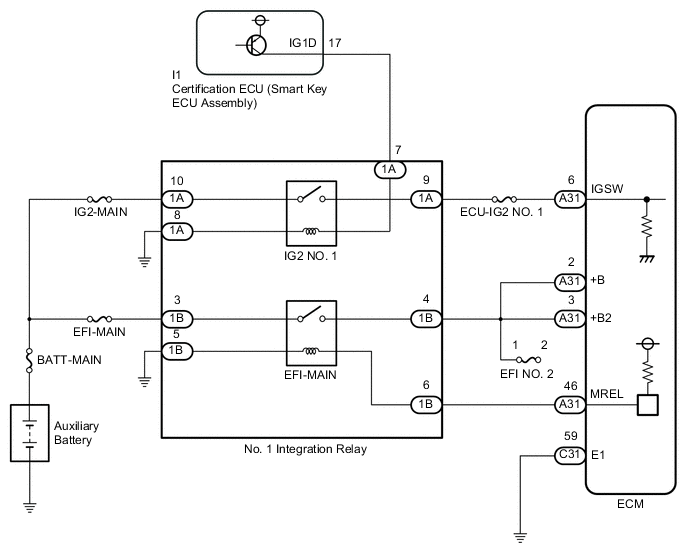 IG1D 17
I1
Certification ECU (Smart Key
ECU Assembly)
7
1A
10
1A
9
1A
6
A31
IGSW
IG2-MAIN
8
1A
ECU-IG2 NO. 1
IG2 NO. 1
2
A31
+B
3
1B
4
1B
3
A31
+B2
EFI-MAIN
5
1B
1 2
EFI NO. 2
BATT-MAIN
EFI-MAIN
6
1B
46
A31
MREL
Auxiliary
Battery
No. 1 Integration Relay
59
C31
E1
ECM